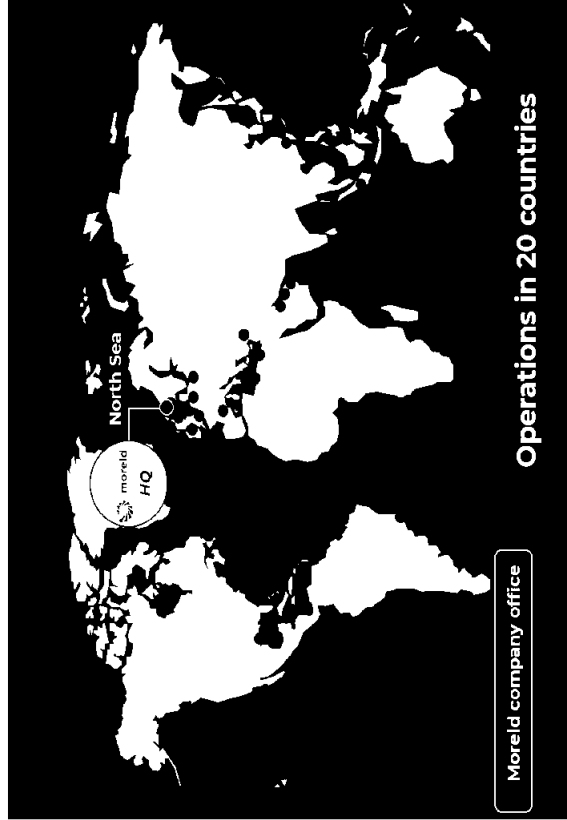 North Sea
moreld
HQ
Operations in 20 countries
Moreld company office